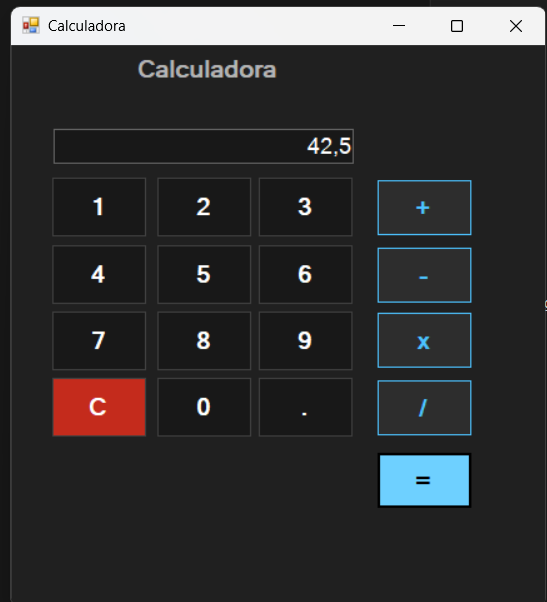 Calculadora
Calculadora
42,5
1 2 3 +
4 5 6 -
7 8 9 x
C 0 . /
=